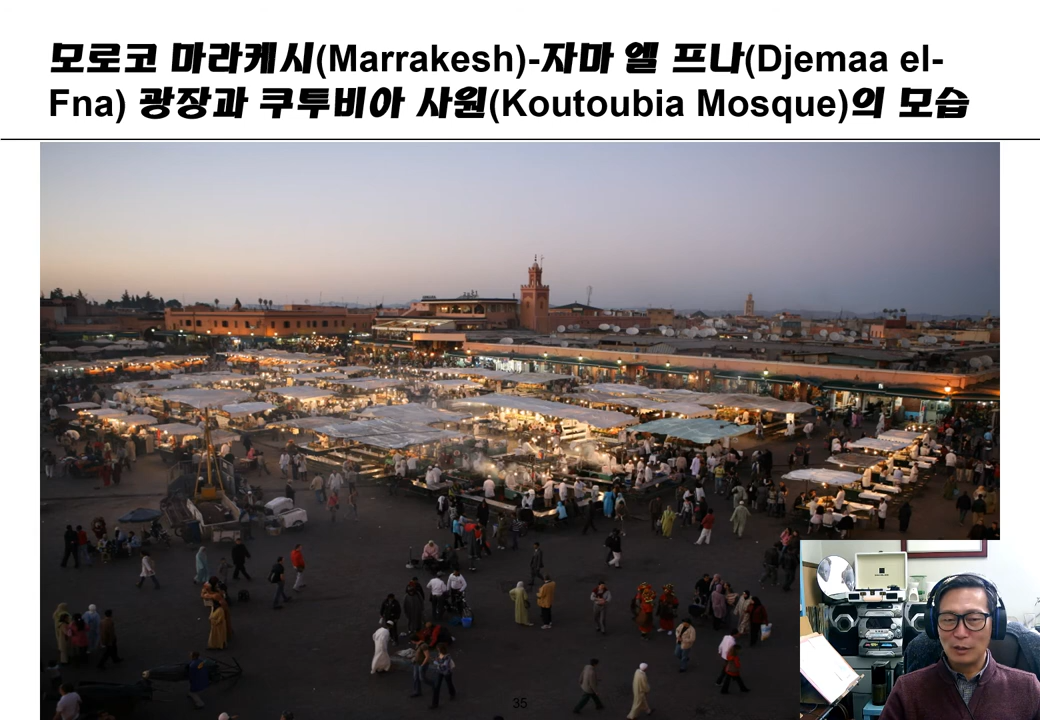 모로코 마라케시(Marrakesh)-자마 엘 프나(Djemaa el-
Fna) 광장과 쿠투비아 사원(Koutoubia Mosque)의 모습
35